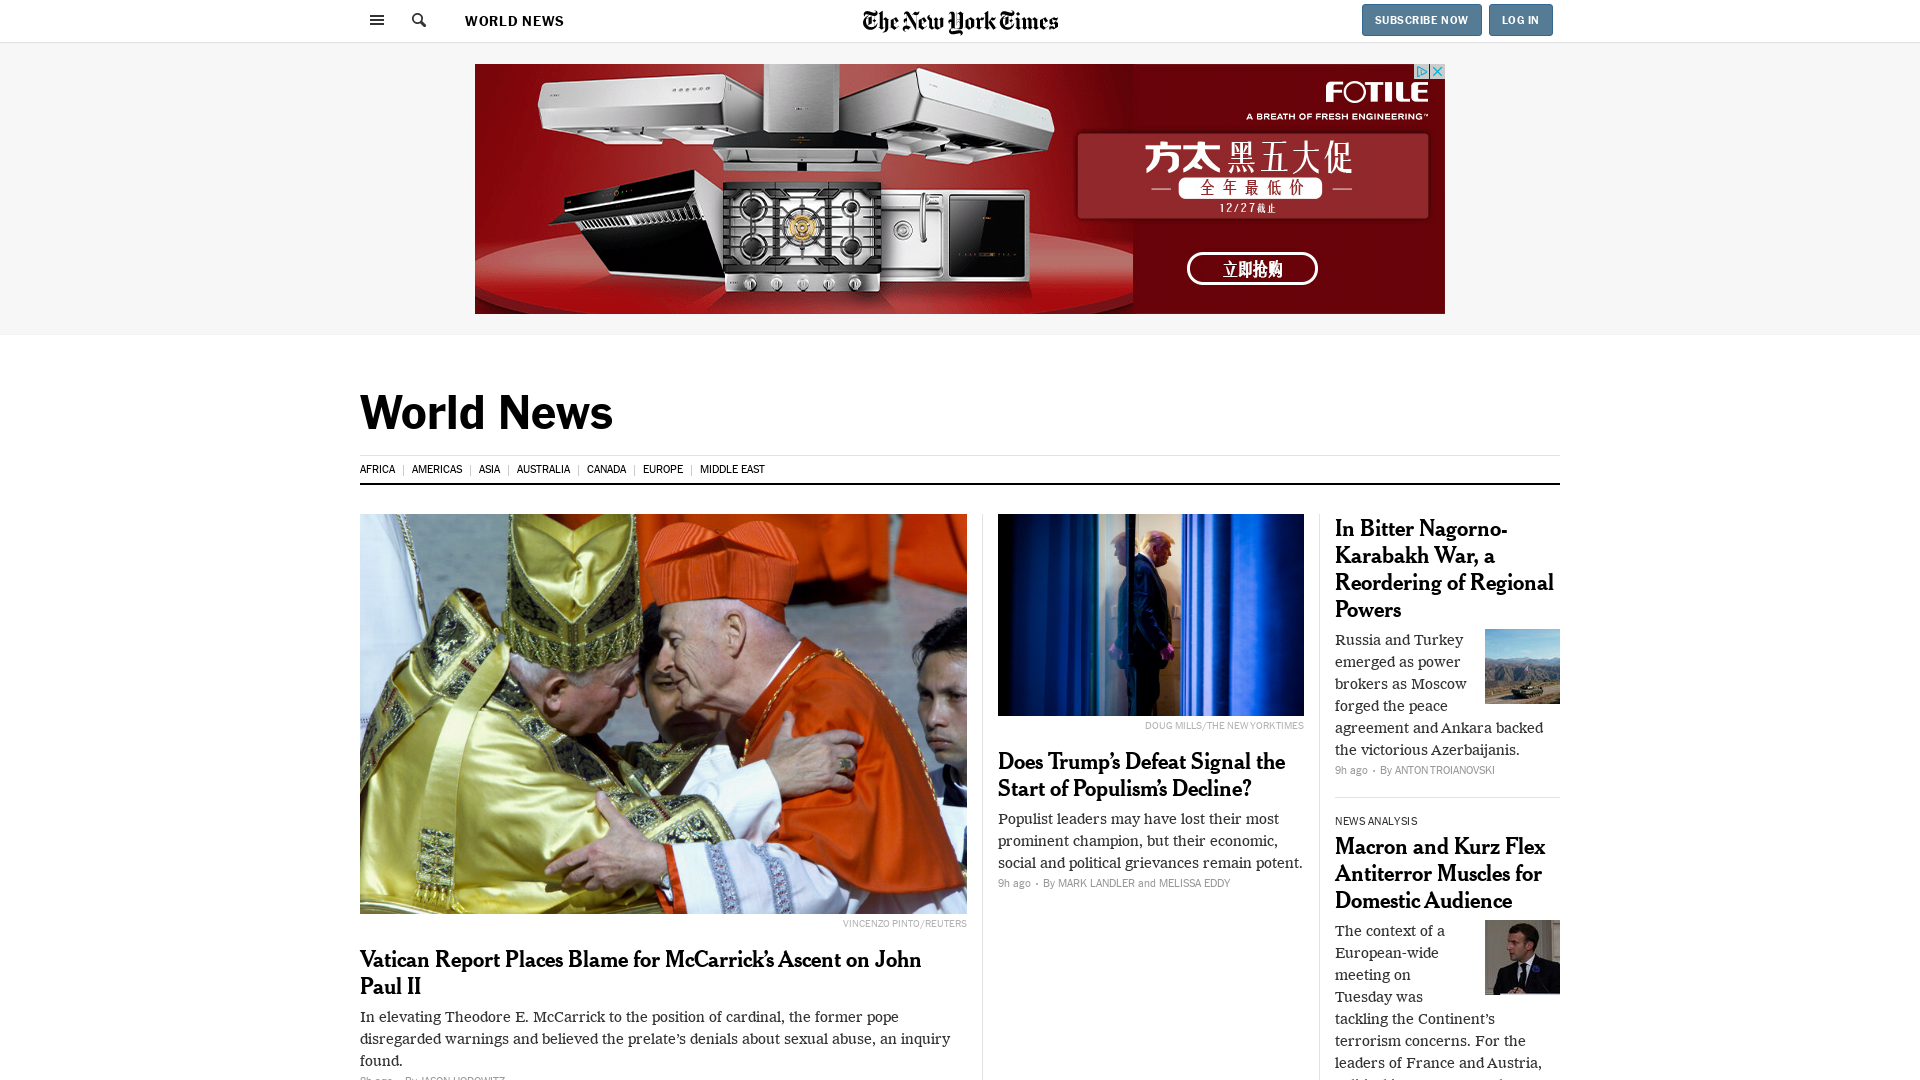 WORLD NEWS
The New York Times
SUBSCRIBE NOW
LOG IN
FOTILE
A BREATH OF FRESH ENGINEERING™
方太 黑五大促
全年最低价
12/27截止
立即抢购
World News
AFRICA
AMERICAS
ASIA
AUSTRALIA
CANADA
EUROPE
MIDDLE EAST
VINCENZO PINTO/REUTERS
Vatican Report Places Blame for McCarrick’s Ascent on John
Paul II
In elevating Theodore E. McCarrick to the position of cardinal, the former pope
disregarded warnings and believed the prelate’s denials about sexual abuse, an inquiry
found.
DOUG MILLS/THE NEW YORK TIMES
Does Trump’s Defeat Signal the
Start of Populism’s Decline?
Populist leaders may have lost their most
prominent champion, but their economic,
social and political grievances remain potent.
9h ago · By MARK LANDLER and MELISSA EDDY
In Bitter Nagorno-
Karabakh War, a
Reordering of Regional
Powers
Russia and Turkey
emerged as power
brokers as Moscow
forged the peace
agreement and Ankara backed
the victorious Azerbaijanis.
9h ago · By ANTON TROIANOVSKI
NEWS ANALYSIS
Macron and Kurz Flex
Antiterror Muscles for
Domestic Audience
The context of a
European-wide
meeting on
Tuesday was
tackling the Continent’s
terrorism concerns. For the
leaders of France and Austria,